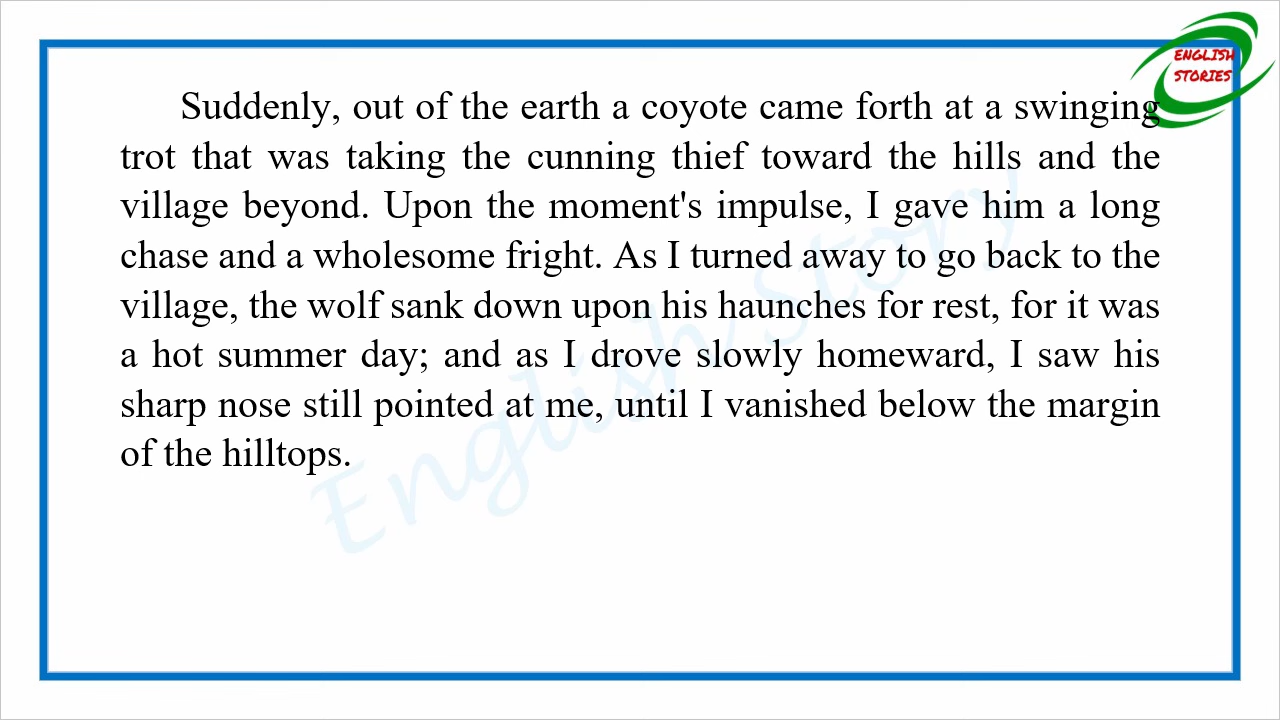 ENGLISH
STORIES
Suddenly, out of the earth a coyote came forth at a swinging
trot that was taking the cunning thief toward the hills and the
village beyond. Upon the moment's impulse, I gave him a long
chase and a wholesome fright. As I turned away to go back to the
village, the wolf sank down upon his haunches for rest, for it was
a hot summer day; and as I drove slowly homeward, I saw his
sharp nose still pointed at me, until I vanished below the margin
of the hilltops.
English Story